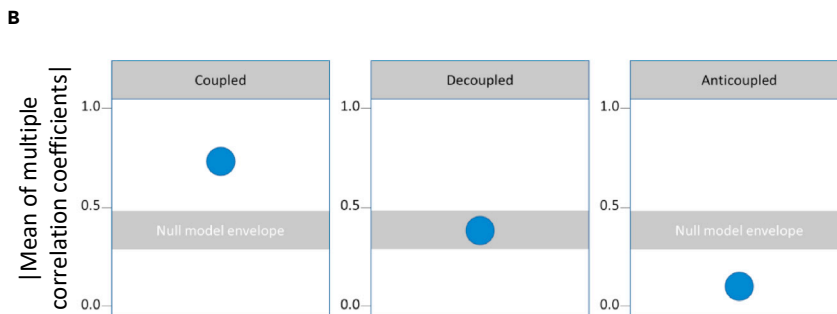 B
Coupled
Decoupled
Anticoupled
|Mean of multiple
correlation coefficients|
1.0
0.5
0.0
Null model envelope
1.0
0.5
0.0
1.0
0.5
0.0
Null model envelope